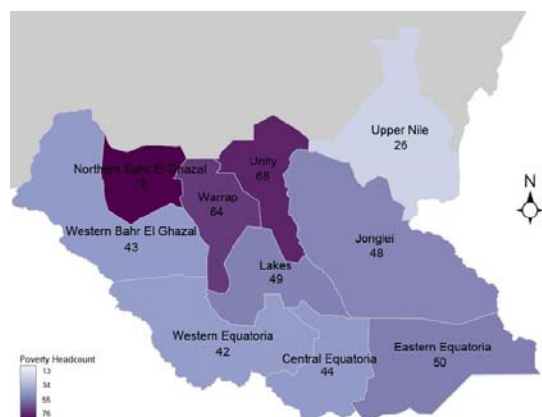 Upper Nile
26
N
Northern Bahr El Ghazal
76
Unity
68
Warrap
64
Western Bahr El Ghazal
43
Jonglei
48
Lakes
49
Western Equatoria
42
Central Equatoria
44
Eastern Equatoria
50
Poverty Headcount
13
34
55
76